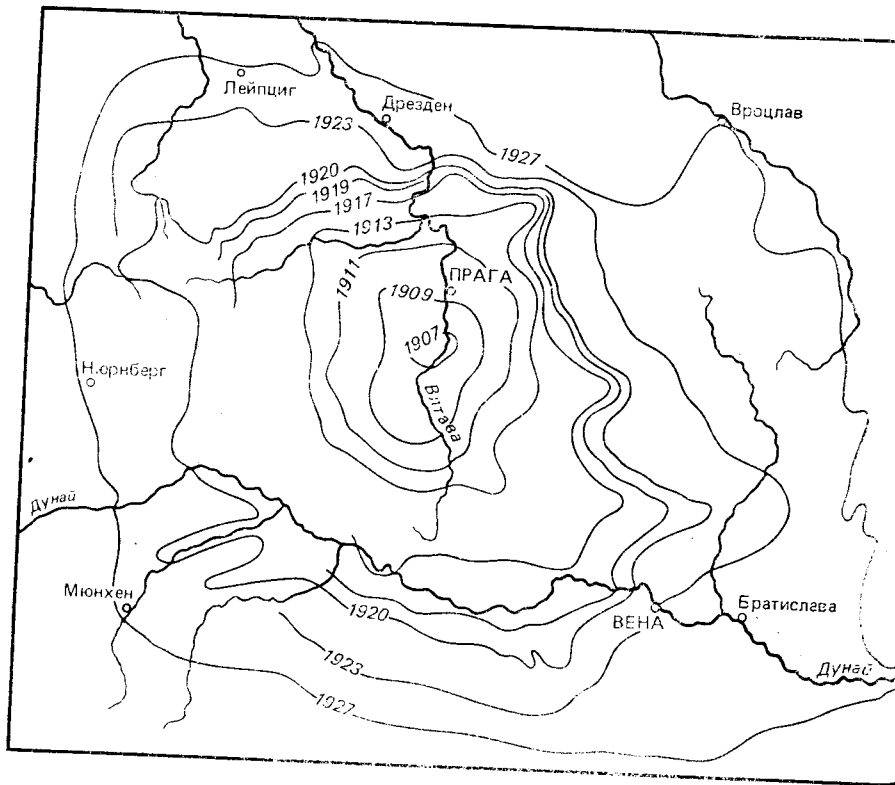 Лейпциг
Дрезден
Вроцлав
1923
1927
1920
1919
1917
1913
1911
ПРАГА
1909
1907
Нюрнберг
Влтава
Дунай
Мюнхен
1920
ВЕНА
Братислава
1923
Дунай
1927